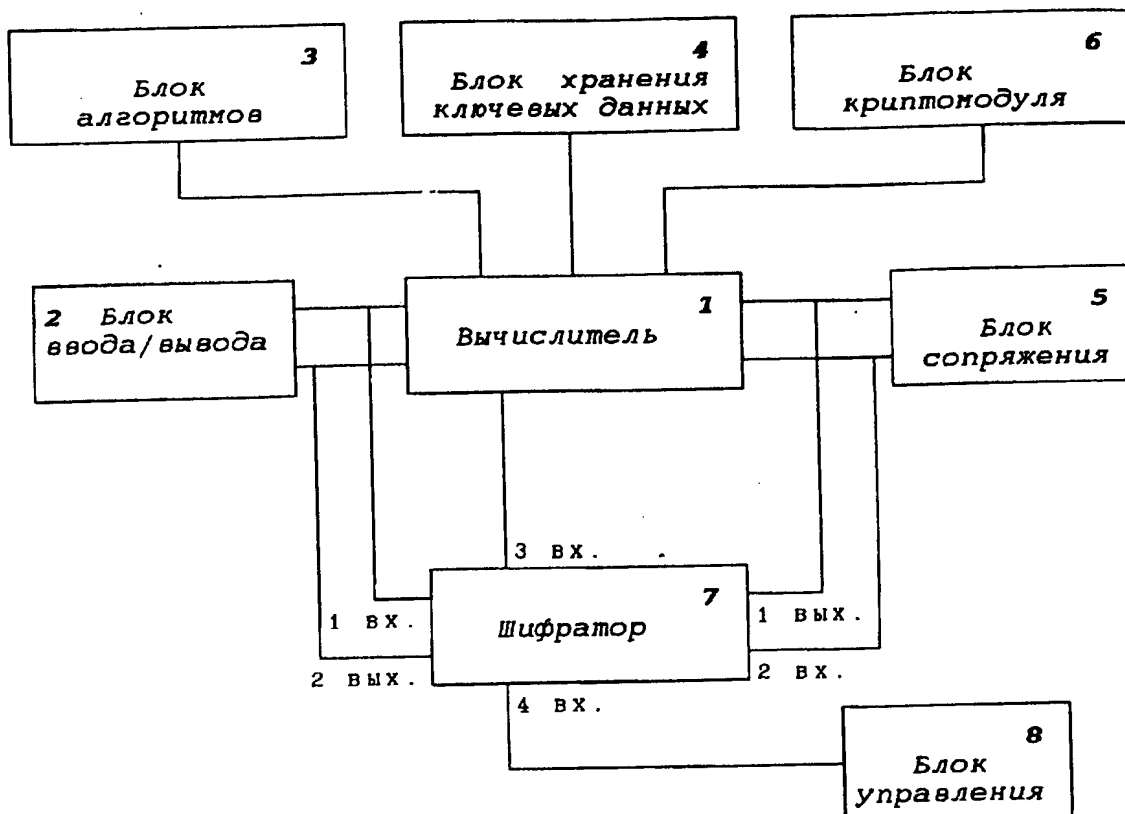 3
Блок
алгоритмов
4
Блок хранения
ключевых данных
6
Блок
криптомодуля
2 Блок
ввода/вывода
1
Вычислитель
5
Блок
сопряжения
3 вх.
7
Шифратор
1 вх.
2 вых.
1 вых.
2 вх.
4 вх.
8
Блок
управления